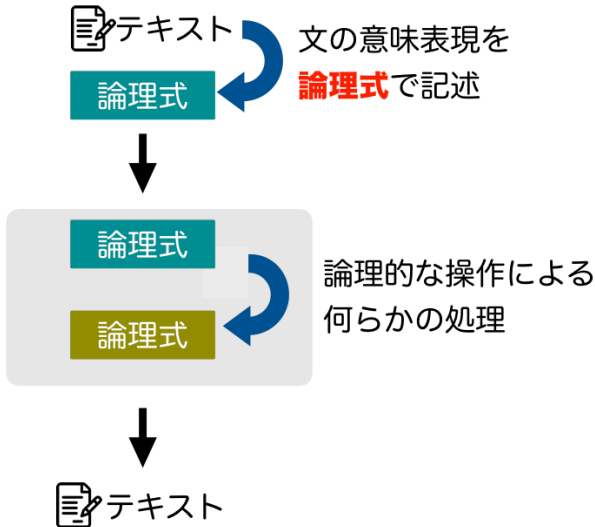 テキスト
文の意味表現を
論理式で記述
論理式
論理式
論理的な操作による
何らかの処理
論理式
テキスト